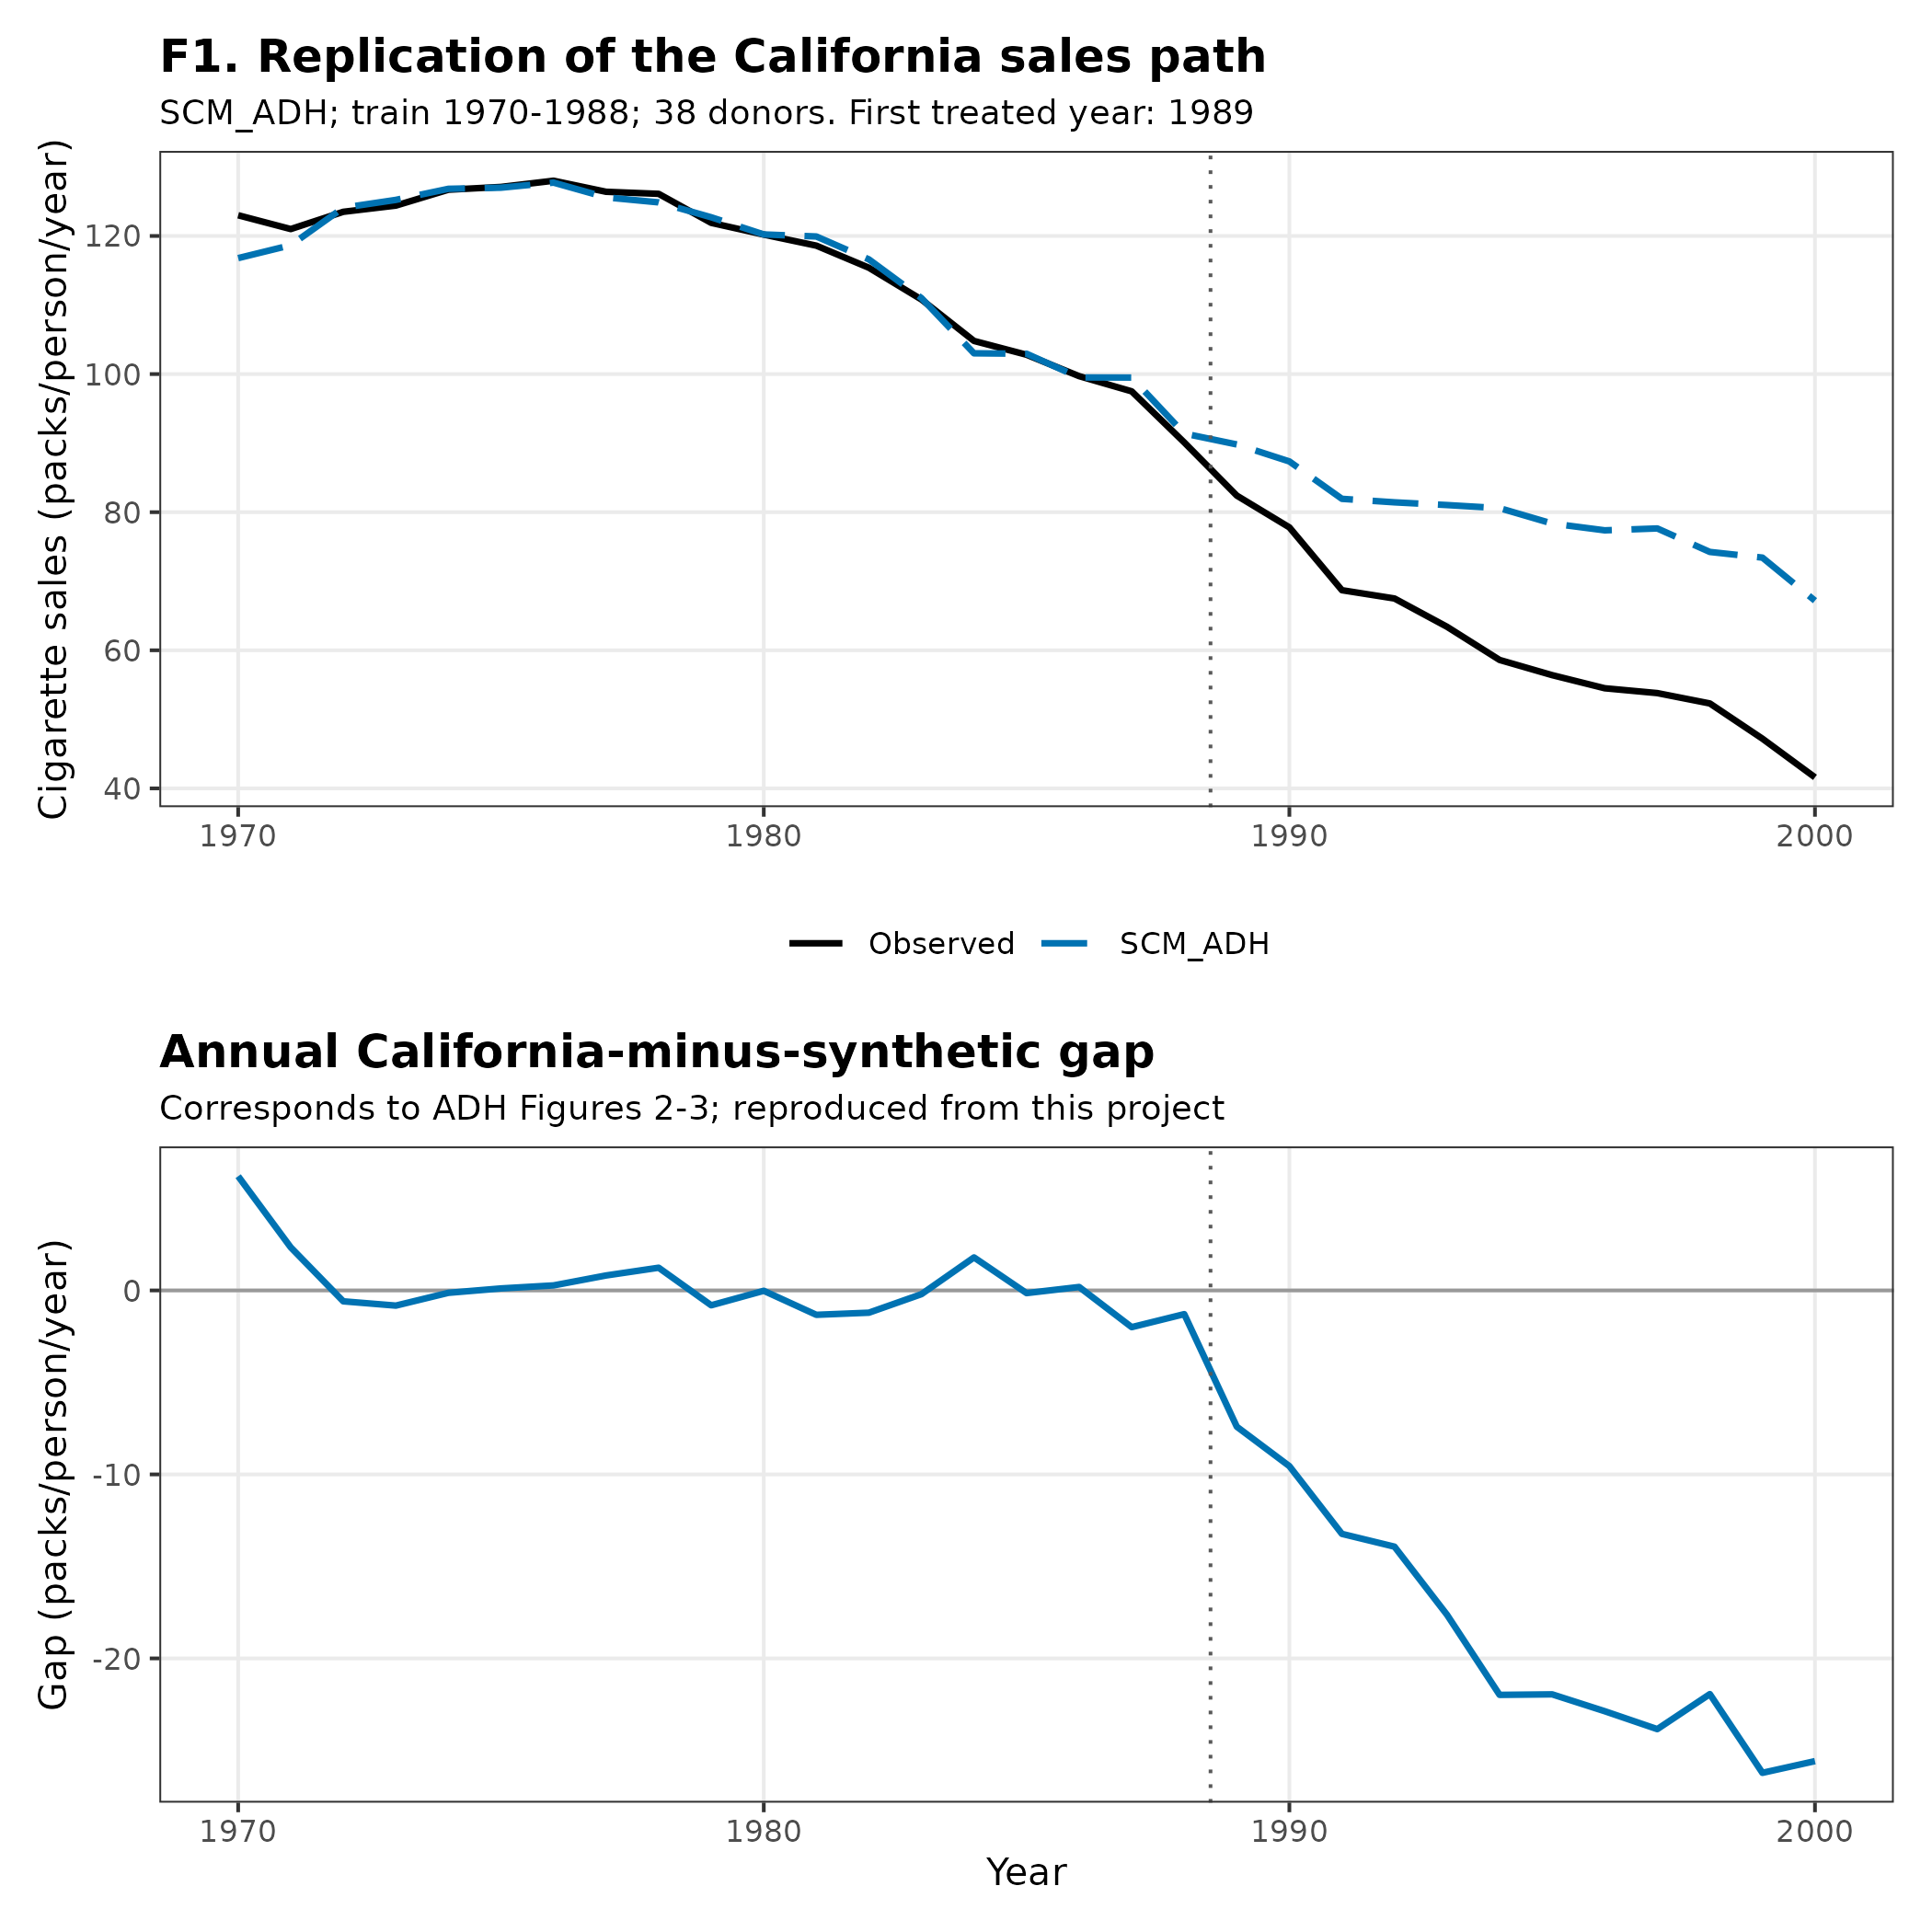 F1. Replication of the California sales path
SCM_ADH; train 1970-1988; 38 donors. First treated year: 1989
Cigarette sales (packs/person/year)
120
100
80
60
40
1970 1980 1990 2000
Observed SCM_ADH
Annual California-minus-synthetic gap
Corresponds to ADH Figures 2-3; reproduced from this project
Gap (packs/person/year)
0
-10
-20
1970 1980 1990 2000
Year